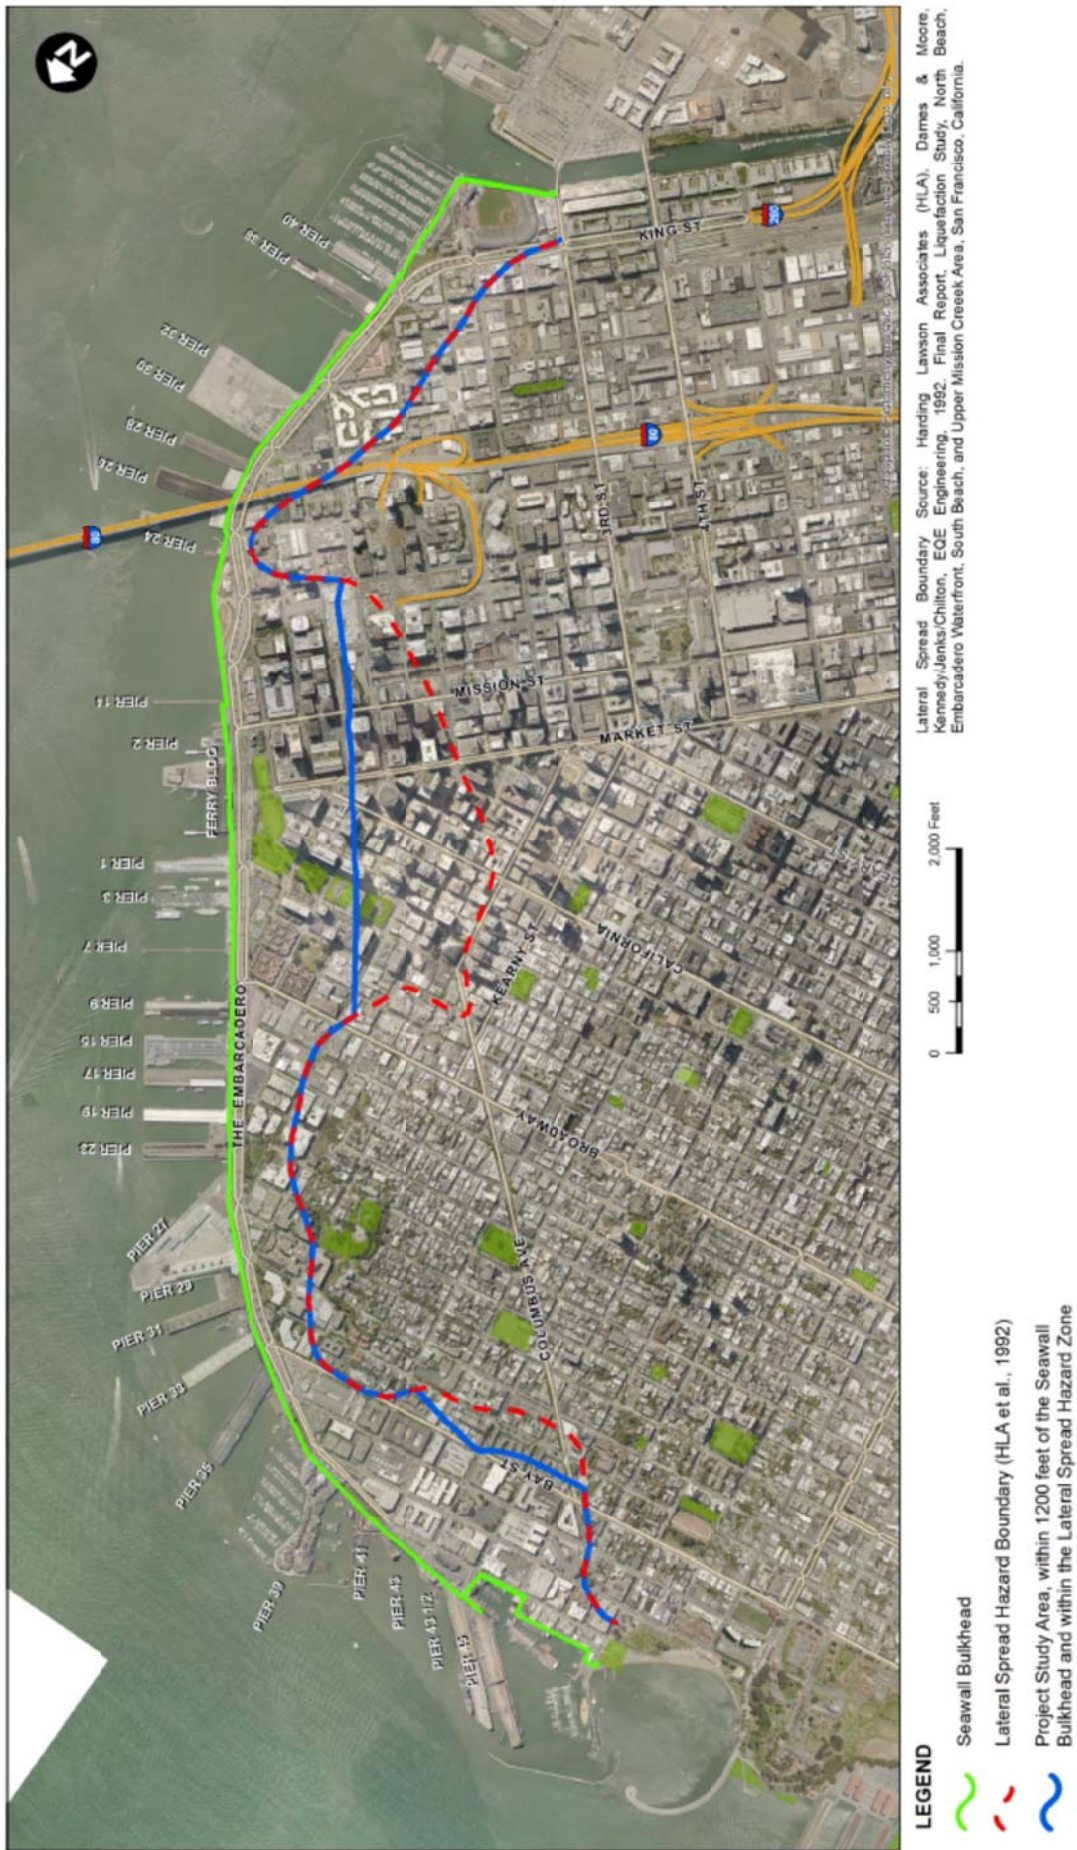 N
PIER 40
PIER 38
PIER 32
PIER 30
PIER 28
PIER 26
PIER 24
PIER 14
PIER 2
FERRY BLDG
PIER 1
PIER 3
PIER 7
PIER 9
PIER 15
PIER 17
PIER 19
PIER 23
PIER 27
PIER 29
PIER 31
PIER 33
PIER 35
PIER 39
PIER 41
PIER 43
PIER 43 1/2
PIER 45
THE EMBARCADERO
KING ST
280
80
80
3RD ST
4TH ST
MISSION ST
MARKET ST
GEARY ST
KEARNY ST
CALIFORNIA
BROADWAY
COLUMBUS AVE
BAY ST
LEGEND
Seawall Bulkhead
Lateral Spread Hazard Boundary (HLA et al., 1992)
Project Study Area, within 1200 feet of the Seawall
Bulkhead and within the Lateral Spread Hazard Zone
0 500 1,000 2,000 Feet
Lateral Spread Boundary Source: Harding Lawson Associates (HLA), Dames & Moore,
Kennedy/Jenks/Chilton, EQE Engineering, 1992. Final Report, Liquefaction Study, North Beach,
Embarcadero Waterfront, South Beach, and Upper Mission Creeek Area, San Francisco, California.